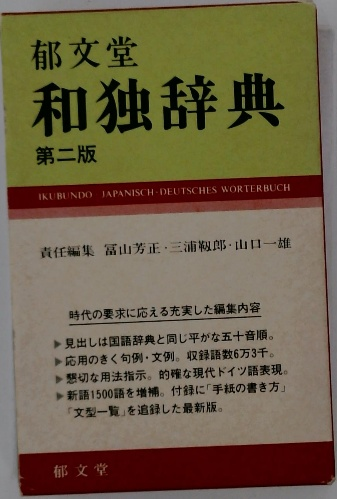 郁文堂
和独辞典
第二版
IKUBUNDO JAPANISCH-DEUTSCHES WÖRTERBUCH
責任編集 冨山芳正・三浦靱郎・山口一雄
時代の要求に応える充実した編集内容
▶見出しは国語辞典と同じ平がな五十音順。
▶応用のきく句例・文例。収録語数6万3千。
▶懇切な用法指示。的確な現代ドイツ語表現。
▶新語1500語を増補。付録に「手紙の書き方」
「文型一覧」を追録した最新版。
郁文堂